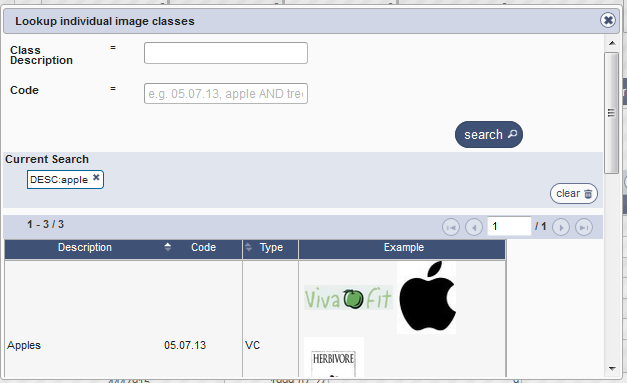 Lookup individual image classes
Class Description =
Code = e.g. 05.07.13, apple AND tre
search
Current Search
DESC:apple
clear
1 - 3 / 3
1 / 1
Description Code Type Example
Viva Fit
Apples 05.07.13 VC
HERBIVORE